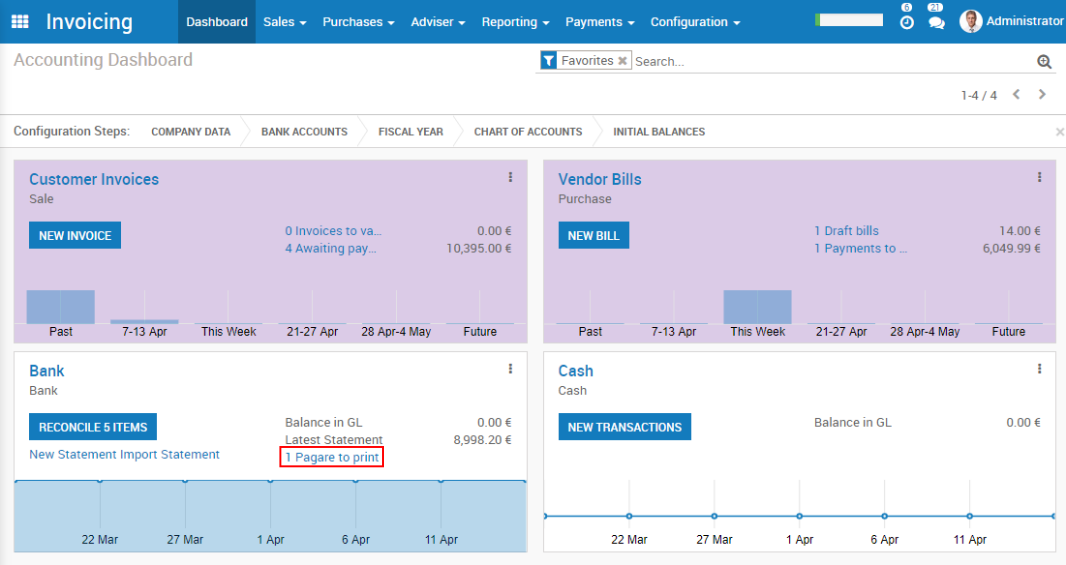 Invoicing Dashboard Sales Purchases Adviser Reporting Payments Configuration 6 21 Administrator
Accounting Dashboard
Favorites Search...
1-4 / 4
Configuration Steps: COMPANY DATA BANK ACCOUNTS FISCAL YEAR CHART OF ACCOUNTS INITIAL BALANCES
Customer Invoices
Sale
NEW INVOICE
0 Invoices to va... 0.00 €
4 Awaiting pay... 10,395.00 €
Past 7-13 Apr This Week 21-27 Apr 28 Apr-4 May Future
Vendor Bills
Purchase
NEW BILL
1 Draft bills 14.00 €
1 Payments to ... 6,049.99 €
Past 7-13 Apr This Week 21-27 Apr 28 Apr-4 May Future
Bank
Bank
RECONCILE 5 ITEMS
New Statement Import Statement
Balance in GL 0.00 €
Latest Statement 8,998.20 €
1 Pagare to print
22 Mar 27 Mar 1 Apr 6 Apr 11 Apr
Cash
Cash
NEW TRANSACTIONS
Balance in GL 0.00 €
22 Mar 27 Mar 1 Apr 6 Apr 11 Apr